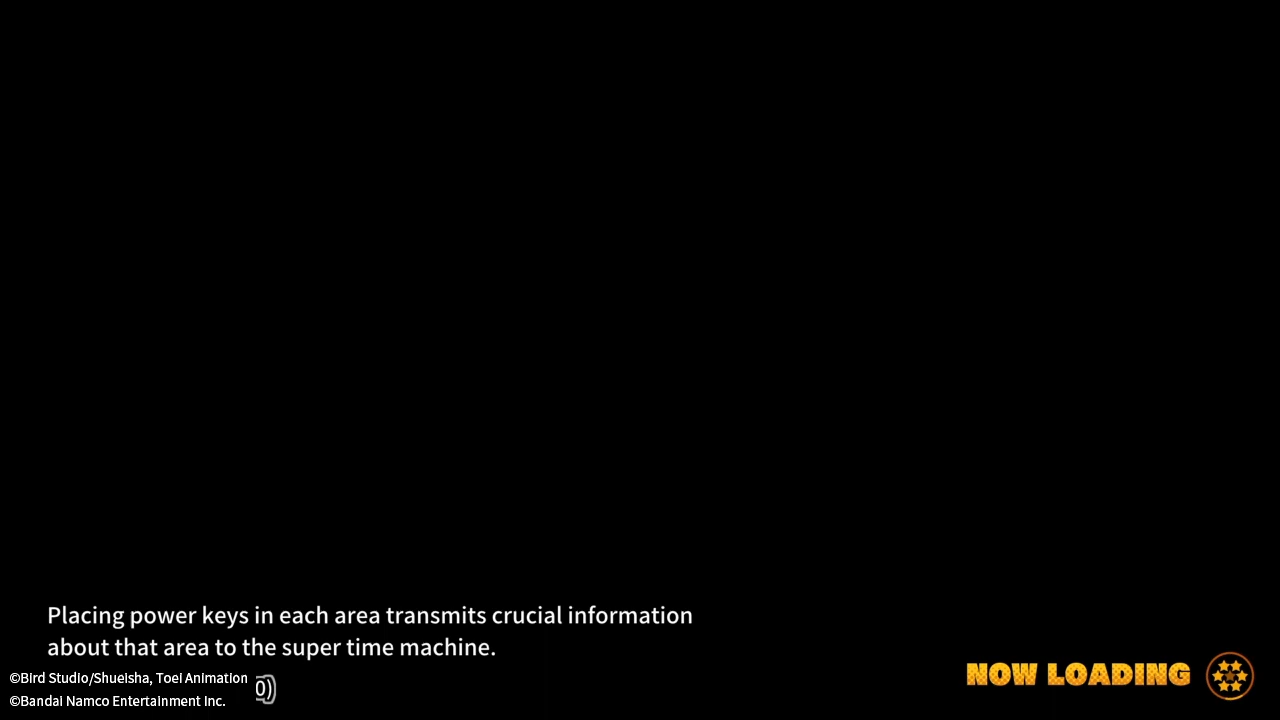 Placing power keys in each area transmits crucial information
about that area to the super time machine.
©Bird Studio/Shueisha, Toei Animation
©Bandai Namco Entertainment Inc.
NOW LOADING